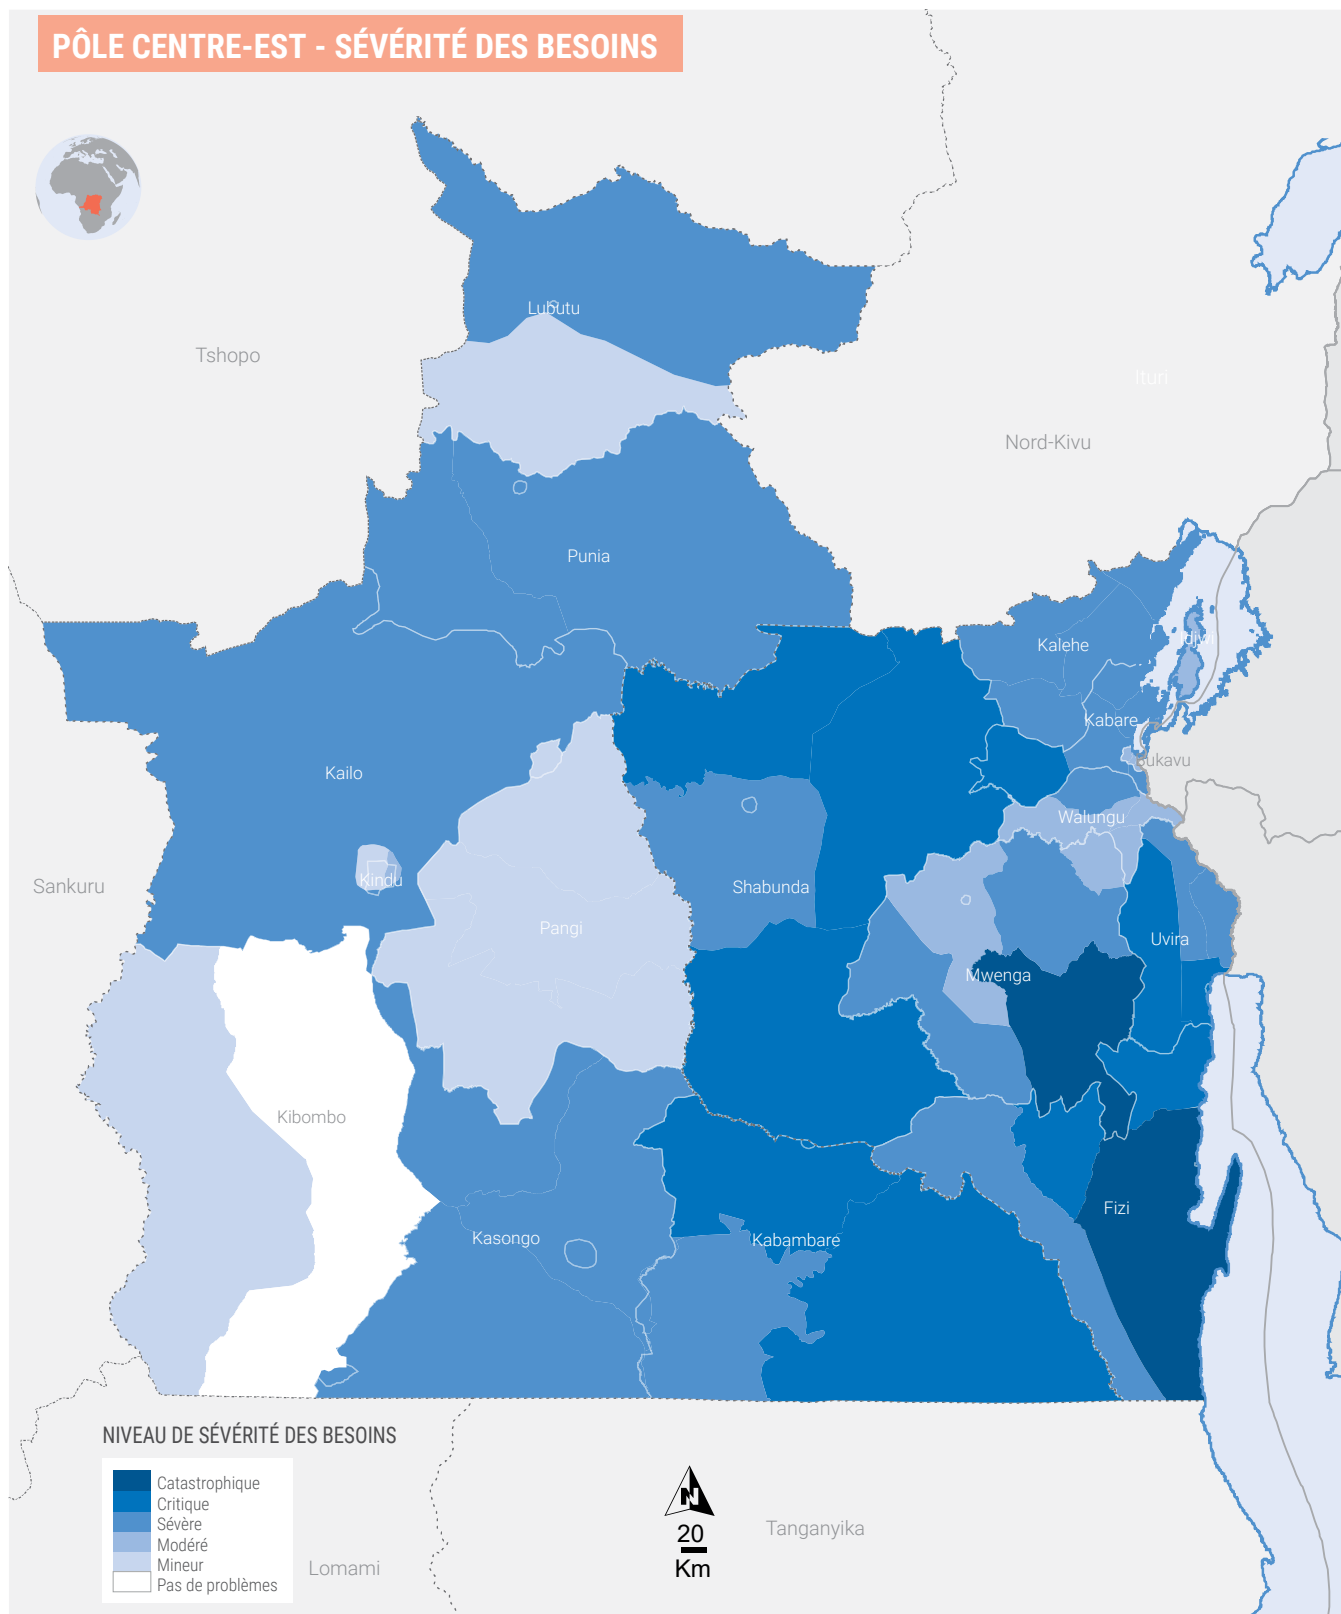 PÔLE CENTRE-EST - SÉVÉRITÉ DES BESOINS
Lubutu
Tshopo
Ituri
Nord-Kivu
Punia
Idjwi
Kalehe
Kabare
Bukavu
Kailo
Walungu
Kindu
Sankuru
Shabunda
Pangi
Uvira
Mwenga
Kibombo
Fizi
Kasongo
Kabambare
NIVEAU DE SÉVÉRITÉ DES BESOINS
Catastrophique
Critique
Sévère
Modéré
Mineur
Pas de problèmes
Lomami
N
20
Km
Tanganyika